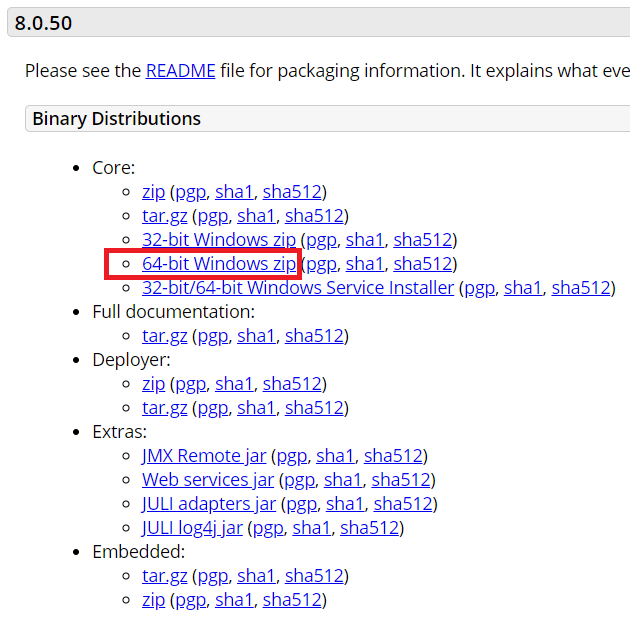 8.0.50
Please see the README file for packaging information. It explains what eve
Binary Distributions
Core:
zip (pgp, sha1, sha512)
tar.gz (pgp, sha1, sha512)
32-bit Windows zip (pgp, sha1, sha512)
64-bit Windows zip (pgp, sha1, sha512)
32-bit/64-bit Windows Service Installer (pgp, sha1, sha512)
Full documentation:
tar.gz (pgp, sha1, sha512)
Deployer:
zip (pgp, sha1, sha512)
tar.gz (pgp, sha1, sha512)
Extras:
JMX Remote jar (pgp, sha1, sha512)
Web services jar (pgp, sha1, sha512)
JULI adapters jar (pgp, sha1, sha512)
JULI log4j jar (pgp, sha1, sha512)
Embedded:
tar.gz (pgp, sha1, sha512)
zip (pgp, sha1, sha512)